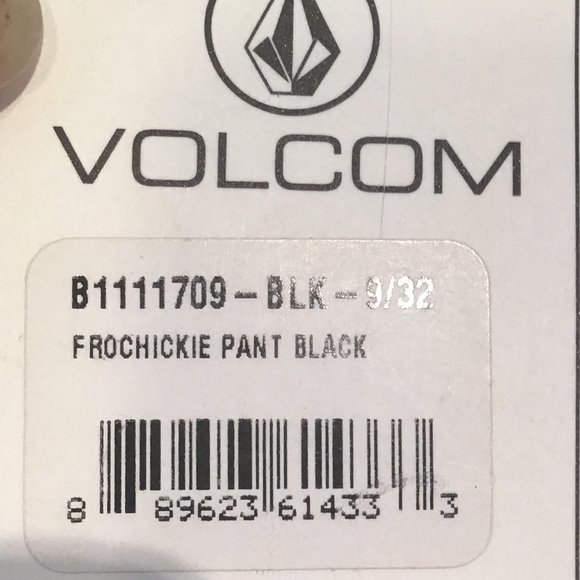 VOLCOM
B1111709-BLK-9/32
FROCHICKIE PANT BLACK
8 89623 61433 3